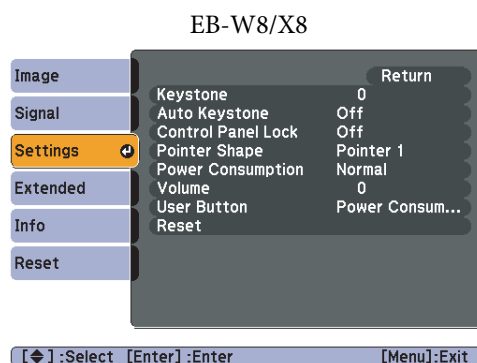 EB-W8/X8
Image
Signal
Settings
Extended
Info
Reset
Return
Keystone 0
Auto Keystone Off
Control Panel Lock Off
Pointer Shape Pointer 1
Power Consumption Normal
Volume 0
User Button Power Consum...
Reset
[◆] :Select [Enter] :Enter [Menu]:Exit